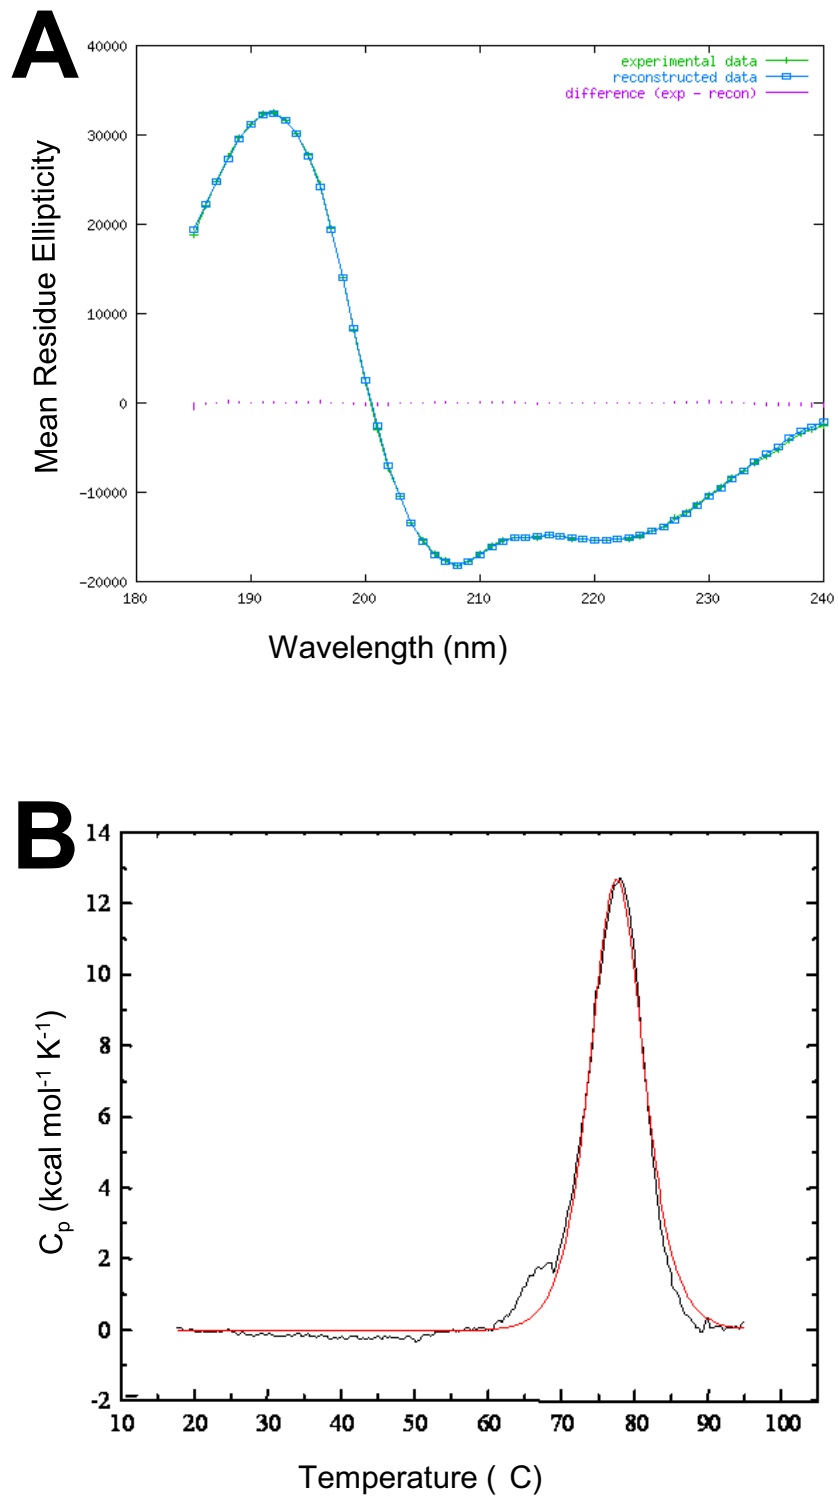 A
40000
30000
20000
10000
0
-10000
-20000
Mean Residue Ellipticity
experimental data
reconstructed data
difference (exp - recon)
180 190 200 210 220 230 240
Wavelength (nm)
B
14
12
10
8
6
4
2
0
-2
Cp (kcal mol-1 K-1)
10 20 30 40 50 60 70 80 90 100
Temperature ( C)